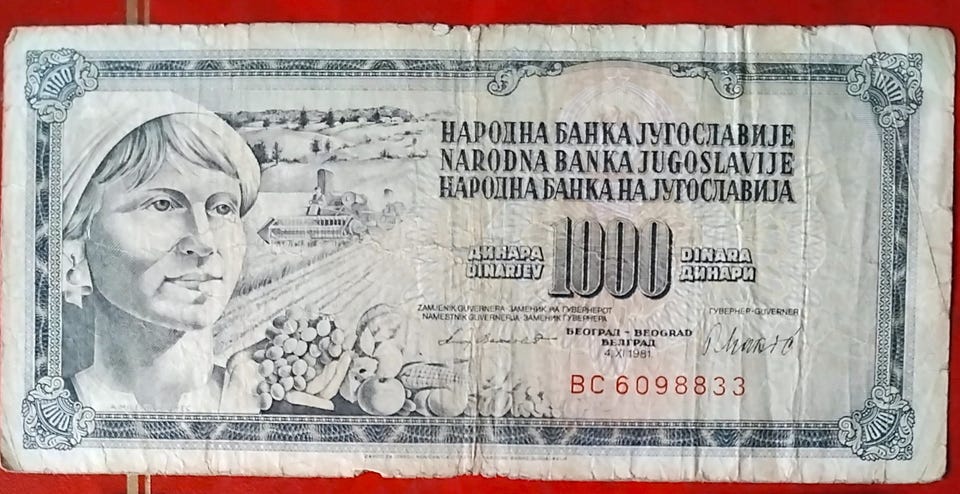 НАРОДНА БАНКА ЈУГОСЛАВИЈЕ
NARODNA BANKA JUGOSLAVIJE
НАРОДНА БАНКА НА ЈУГОСЛАВИЈА
ДИНАРА 1000 DINARA
DINARJEV ДИНАРИ
ZAMJENIK GUVERNERA · ЗАМЕНИК НА ГУВЕРНЕРОТ ГУВЕРНЕР-GUVERNER
NAMESTNIK GUVERNERJA · ЗАМЕНИК ГУВЕРНЕРА
БЕОГРАД - BEOGRAD
БЕЛГРАД
4. XI 1981
BC 6098833